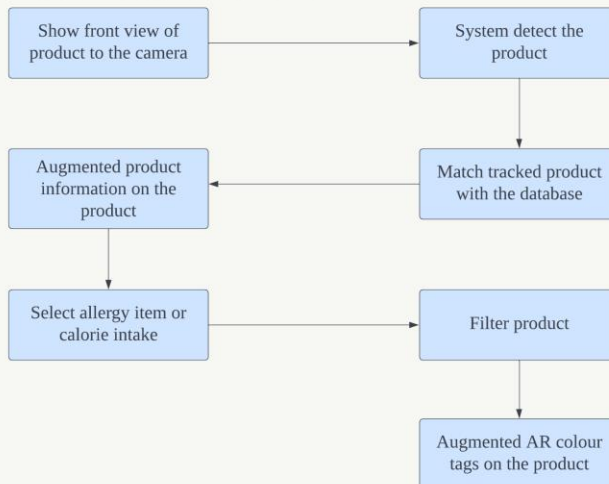 Show front view of
product to the camera
System detect the
product
Match tracked product
with the database
Augmented product
information on the
product
Select allergy item or
calorie intake
Filter product
Augmented AR colour
tags on the product